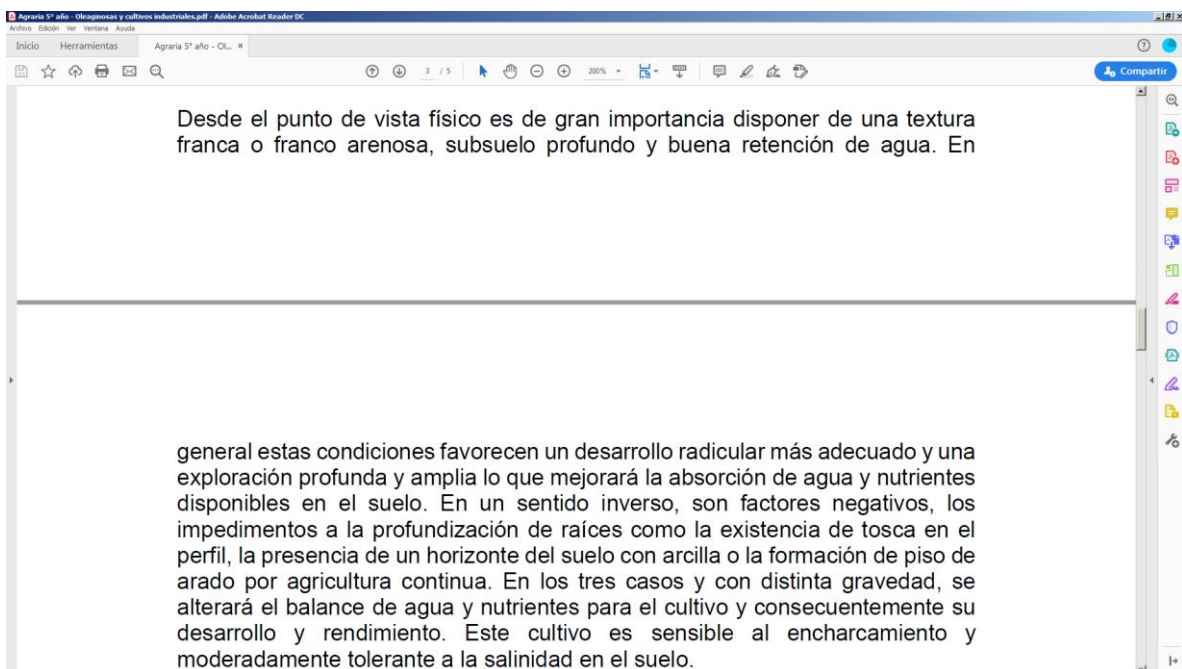 Agraria 5° año - Oleaginosas y cultivos industriales.pdf - Adobe Acrobat Reader DC
Archivo Edición Ver Ventana Ayuda
Inicio Herramientas Agraria 5° año - Ol... ×
3 / 5 200%
Compartir
Desde el punto de vista físico es de gran importancia disponer de una textura
franca o franco arenosa, subsuelo profundo y buena retención de agua. En
general estas condiciones favorecen un desarrollo radicular más adecuado y una
exploración profunda y amplia lo que mejorará la absorción de agua y nutrientes
disponibles en el suelo. En un sentido inverso, son factores negativos, los
impedimentos a la profundización de raíces como la existencia de tosca en el
perfil, la presencia de un horizonte del suelo con arcilla o la formación de piso de
arado por agricultura continua. En los tres casos y con distinta gravedad, se
alterará el balance de agua y nutrientes para el cultivo y consecuentemente su
desarrollo y rendimiento. Este cultivo es sensible al encharcamiento y
moderadamente tolerante a la salinidad en el suelo.